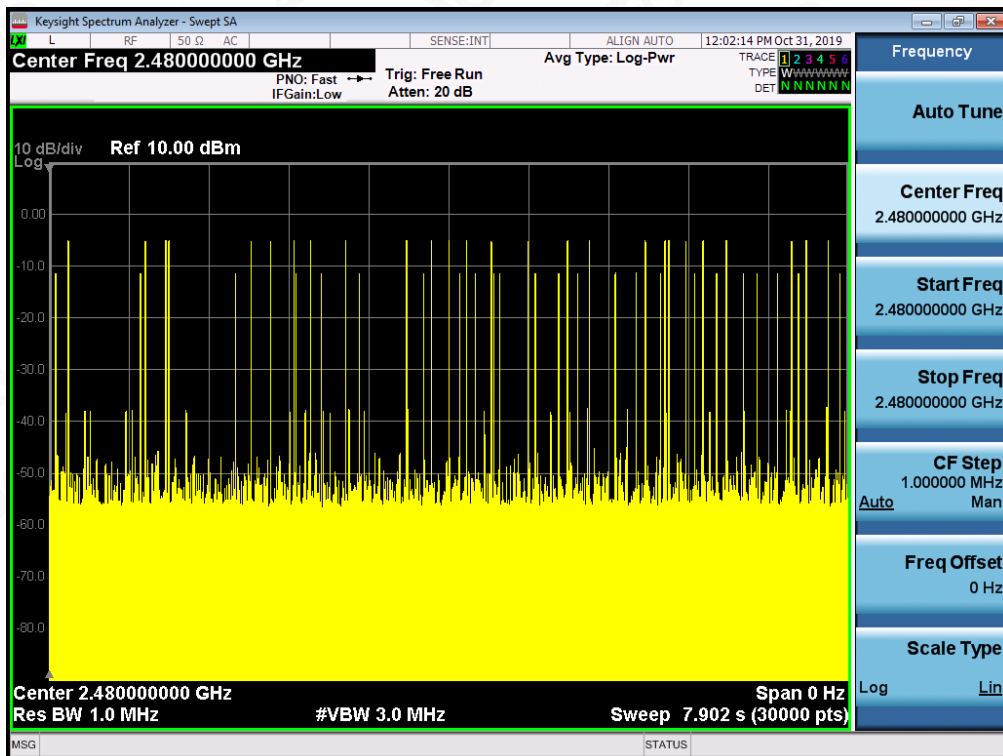 Keysight Spectrum Analyzer - Swept SA
LXI L RF 50 Ω AC SENSE:INT ALIGN AUTO 12:02:14 PM Oct 31, 2019
Center Freq 2.480000000 GHz
PNO: Fast
IFGain:Low
Trig: Free Run
Atten: 20 dB
Avg Type: Log-Pwr
TRACE 1 2 3 4 5 6
TYPE W
DET N N N N N N
10 dB/div Ref 10.00 dBm
Log
0.00
-10.0
-20.0
-30.0
-40.0
-50.0
-60.0
-70.0
-80.0
Center 2.480000000 GHz Span 0 Hz
Res BW 1.0 MHz #VBW 3.0 MHz Sweep 7.902 s (30000 pts)
MSG STATUS
Frequency
Auto Tune
Center Freq
2.480000000 GHz
Start Freq
2.480000000 GHz
Stop Freq
2.480000000 GHz
CF Step
1.000000 MHz
Auto Man
Freq Offset
0 Hz
Scale Type
Log Lin